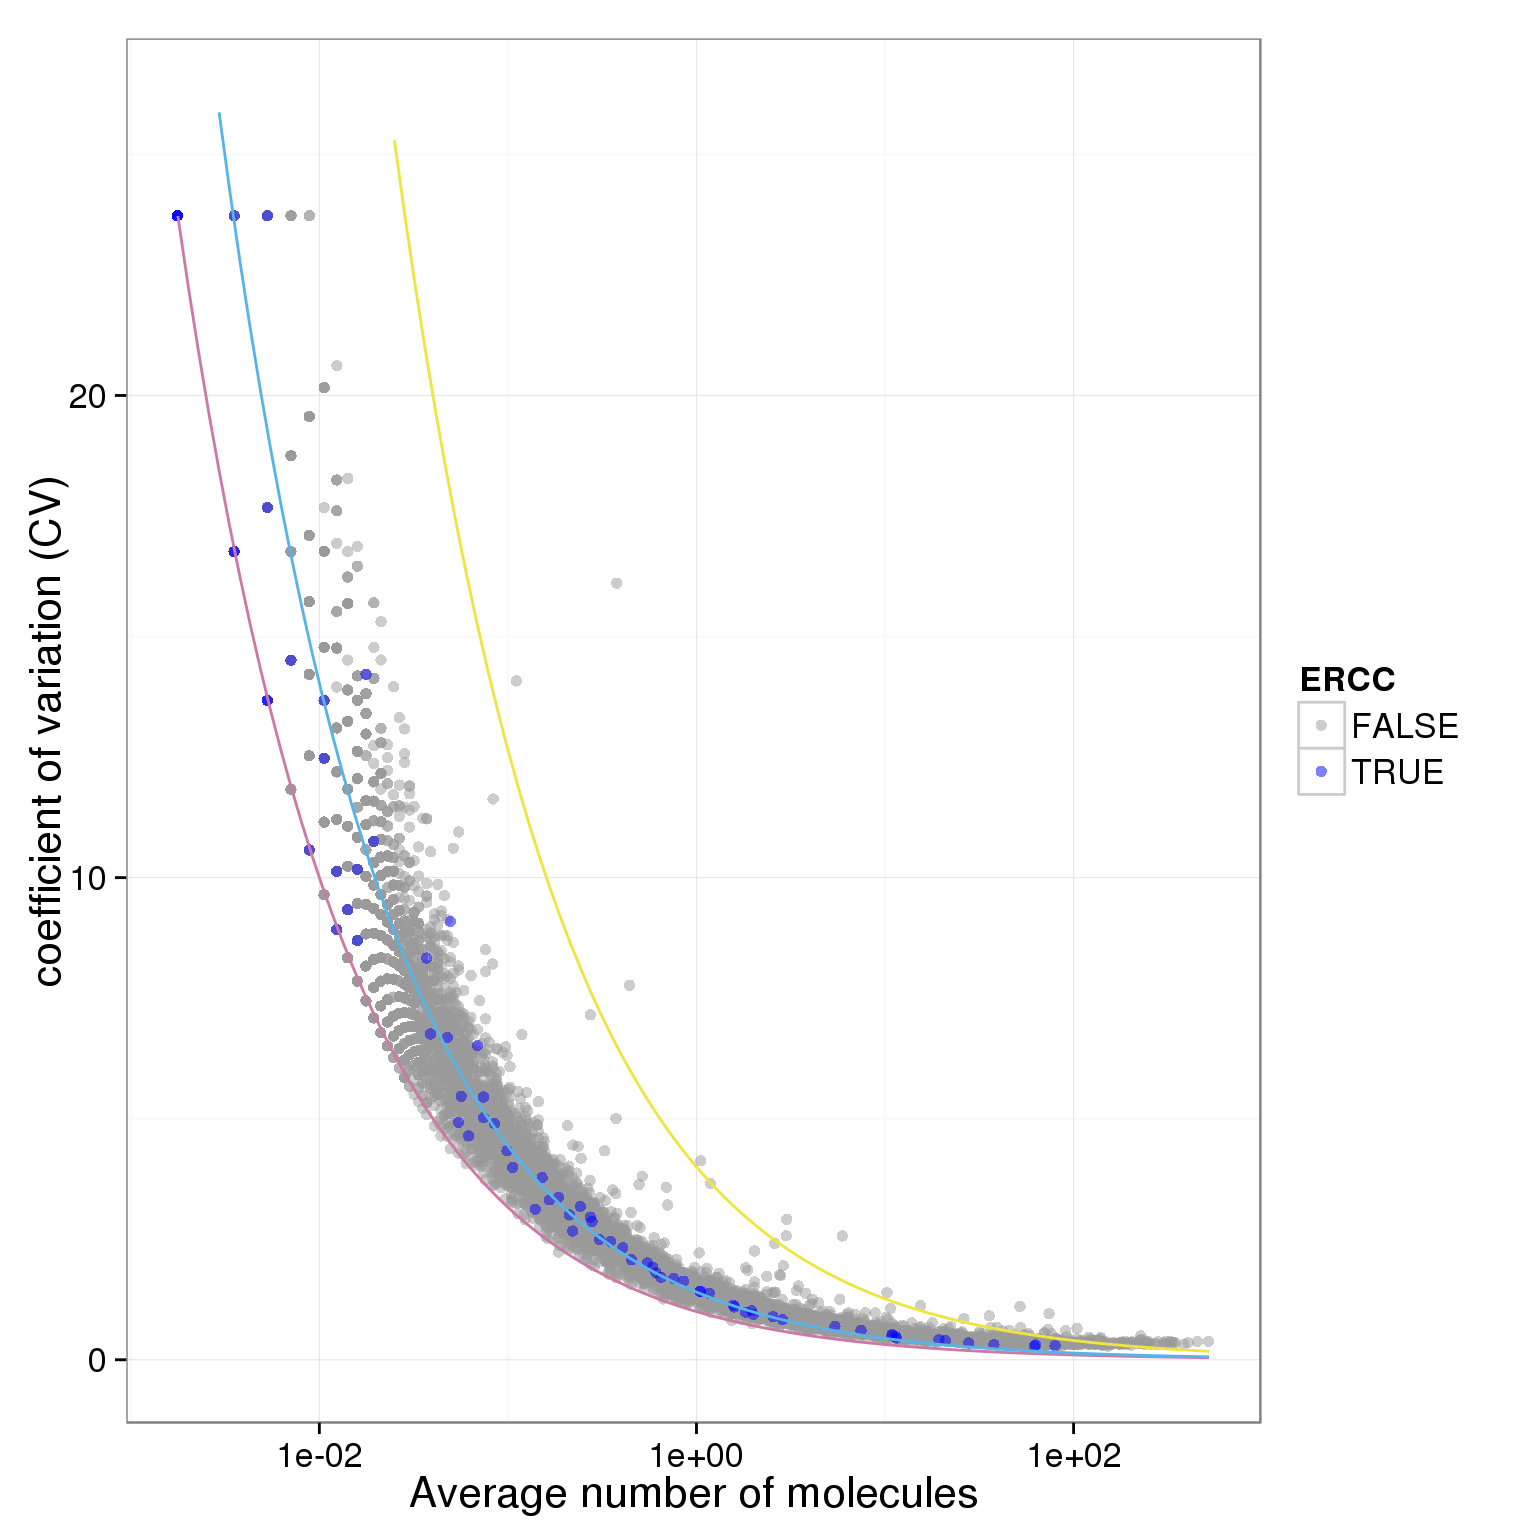 coefficient of variation (CV)
20
10
0
1e-02
1e+00
1e+02
Average number of molecules
ERCC
FALSE
TRUE